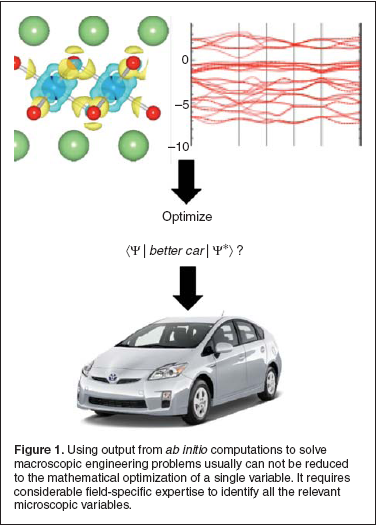 0
−5
−10
Optimize
⟨Ψ | better car | Ψ*⟩ ?
Figure 1. Using output from ab initio computations to solve
macroscopic engineering problems usually can not be reduced
to the mathematical optimization of a single variable. It requires
considerable field-specific expertise to identify all the relevant
microscopic variables.